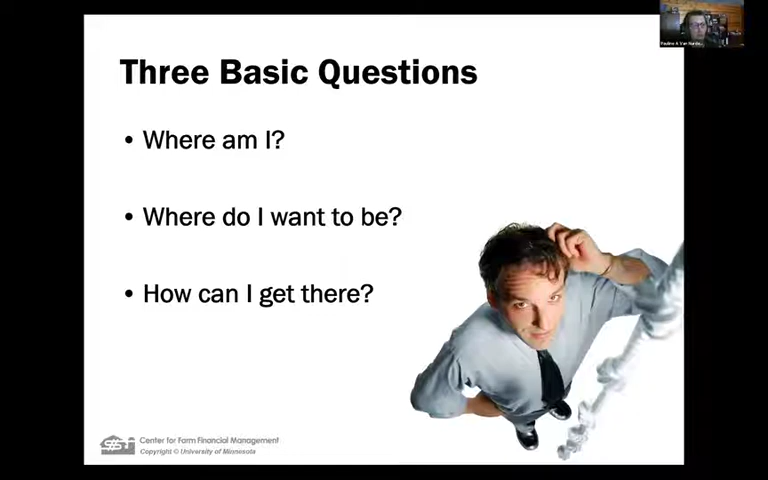 Three Basic Questions
• Where am I?
• Where do I want to be?
• How can I get there?
Center for Farm Financial Management
Copyright © University of Minnesota